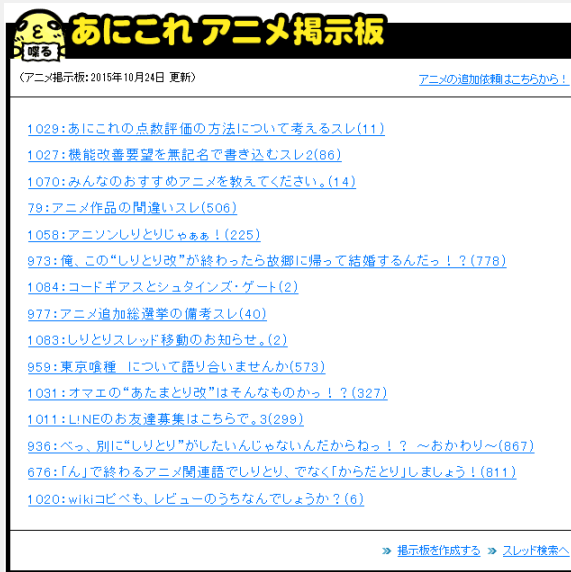 喋る
あにこれ アニメ掲示板
〈アニメ掲示板：2015年10月24日 更新〉
アニメの追加依頼はこちらから！
1029：あにこれの点数評価の方法について考えるスレ(11)
1027：機能改善要望を無記名で書き込むスレ2(86)
1070：みんなのおすすめアニメを教えてください。(14)
79：アニメ作品の間違いスレ(506)
1058：アニソンしりとりじゃぁぁ！(225)
973：俺、この“しりとり改”が終わったら故郷に帰って結婚するんだっ！？(778)
1084：コードギアスとシュタインズ・ゲート(2)
977：アニメ追加総選挙の備考スレ(40)
1083：しりとりスレッド移動のお知らせ。(2)
959：東京喰種　について語り合いませんか(573)
1031：オマエの“あたまとり改”はそんなものかっ！？(327)
1011：L!NEのお友達募集はこちらで。3(299)
936：べっ、別に“しりとり”がしたいんじゃないんだからねっ！？ ～おかわり～(867)
676：「ん」で終わるアニメ関連語でしりとり、でなく「からだとり」しましょう！(811)
1020：wikiコピペも、レビューのうちなんでしょうか？(6)
» 掲示板を作成する » スレッド検索へ